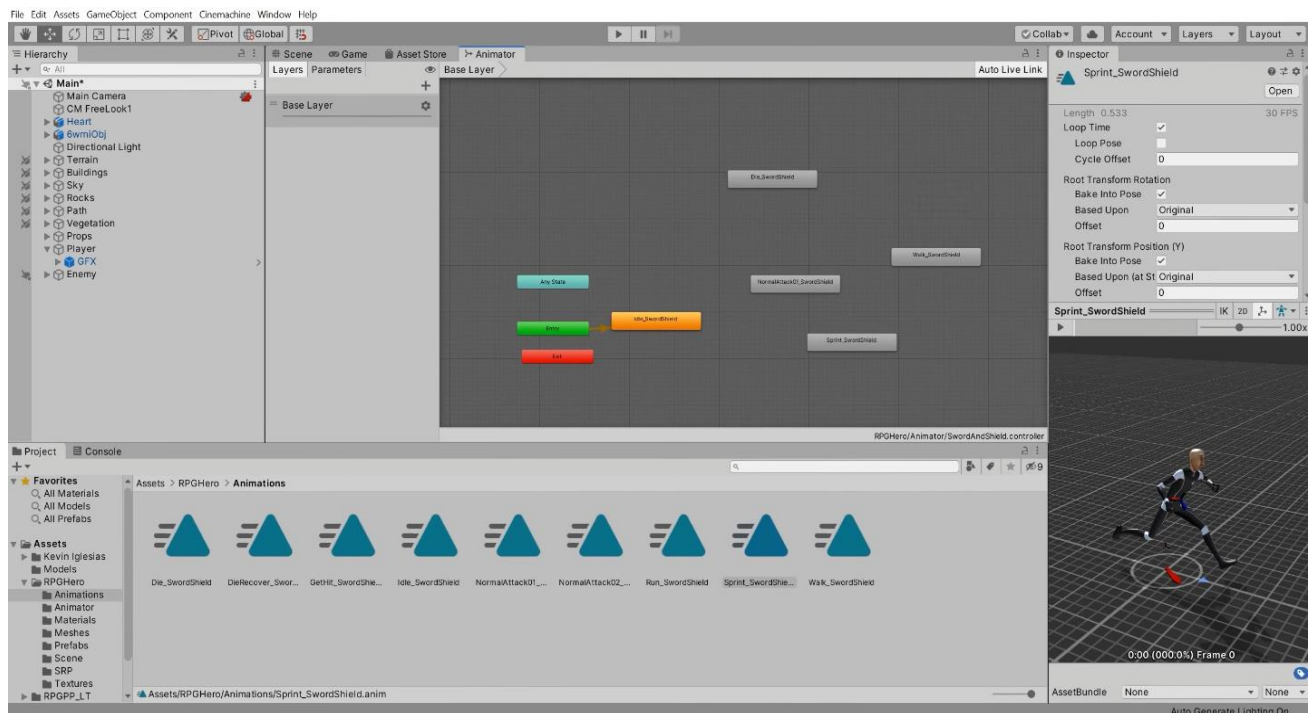 File Edit Assets GameObject Component Cinemachine Window Help
Pivot Global Collab Account Layers Layout
Hierarchy
All
Main*
Main Camera
CM FreeLook1
Heart
6wmiObj
Directional Light
Terrain
Buildings
Sky
Rocks
Path
Vegetation
Props
Player
GFX
Enemy
Scene Game Asset Store Animator
Layers Parameters Base Layer Auto Live Link
Base Layer
Die_SwordShield
Walk_SwordShield
Any State NormalAttack01_SwordShield
Idle_SwordShield
Entry
Sprint_SwordShield
Exit
RPGHero/Animator/SwordAndShield.controller
Inspector
Sprint_SwordShield
Open
Length 0.533 30 FPS
Loop Time
Loop Pose
Cycle Offset 0
Root Transform Rotation
Bake Into Pose
Based Upon Original
Offset 0
Root Transform Position (Y)
Bake Into Pose
Based Upon (at St Original
Offset 0
Sprint_SwordShield IK 2D
1.00x
0:00 (000.0%) Frame 0
AssetBundle None None
Auto Generate Lighting On
Project Console
9
Favorites
All Materials
All Models
All Prefabs
Assets
Kevin Iglesias
Models
RPGHero
Animations
Animator
Materials
Meshes
Prefabs
Scene
SRP
Textures
RPGPP_LT
Assets > RPGHero > Animations
Die_SwordShield DieRecover_Swor... GetHit_SwordShie... Idle_SwordShield NormalAttack01_... NormalAttack02_... Run_SwordShield Sprint_SwordShie... Walk_SwordShield
Assets/RPGHero/Animations/Sprint_SwordShield.anim